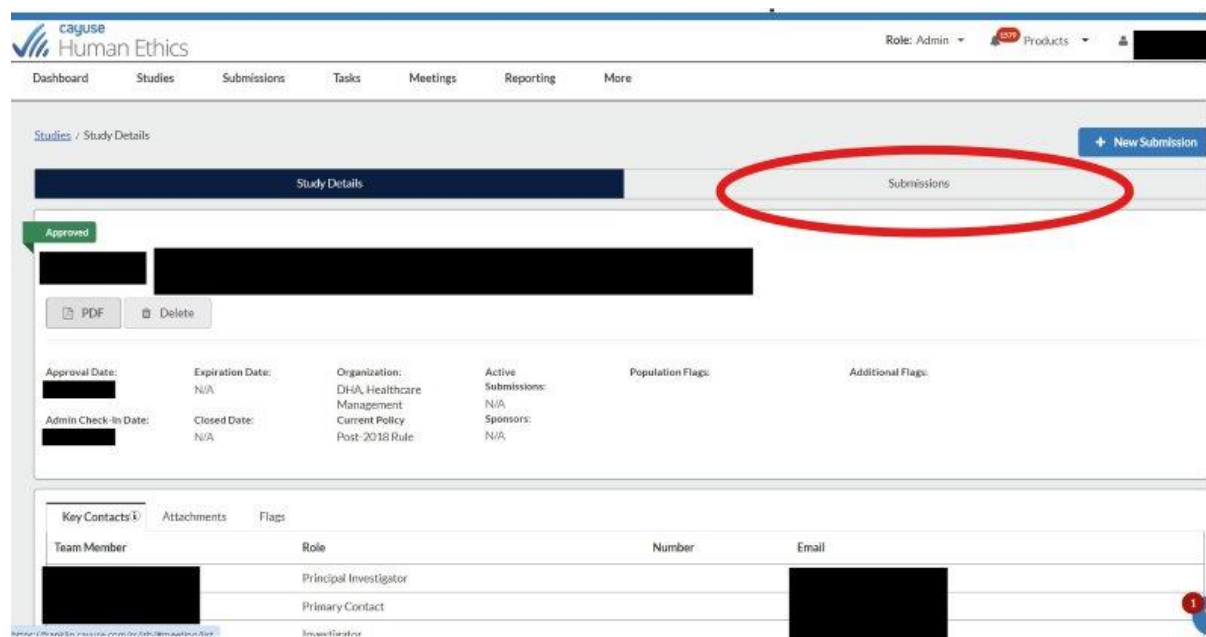 cayuse
Human Ethics
Role: Admin
1579
Products
Dashboard Studies Submissions Tasks Meetings Reporting More
Studies / Study Details
+ New Submission
Study Details
Submissions
Approved
PDF
Delete
Approval Date: Expiration Date: Organization: Active Population Flags: Additional Flags:
N/A DHA, Healthcare Submissions:
Management N/A
Admin Check-In Date: Closed Date: Current Policy Sponsors:
N/A Post-2018 Rule N/A
Key Contacts Attachments Flags
Team Member Role Number Email
Principal Investigator
Primary Contact
1
Investigator